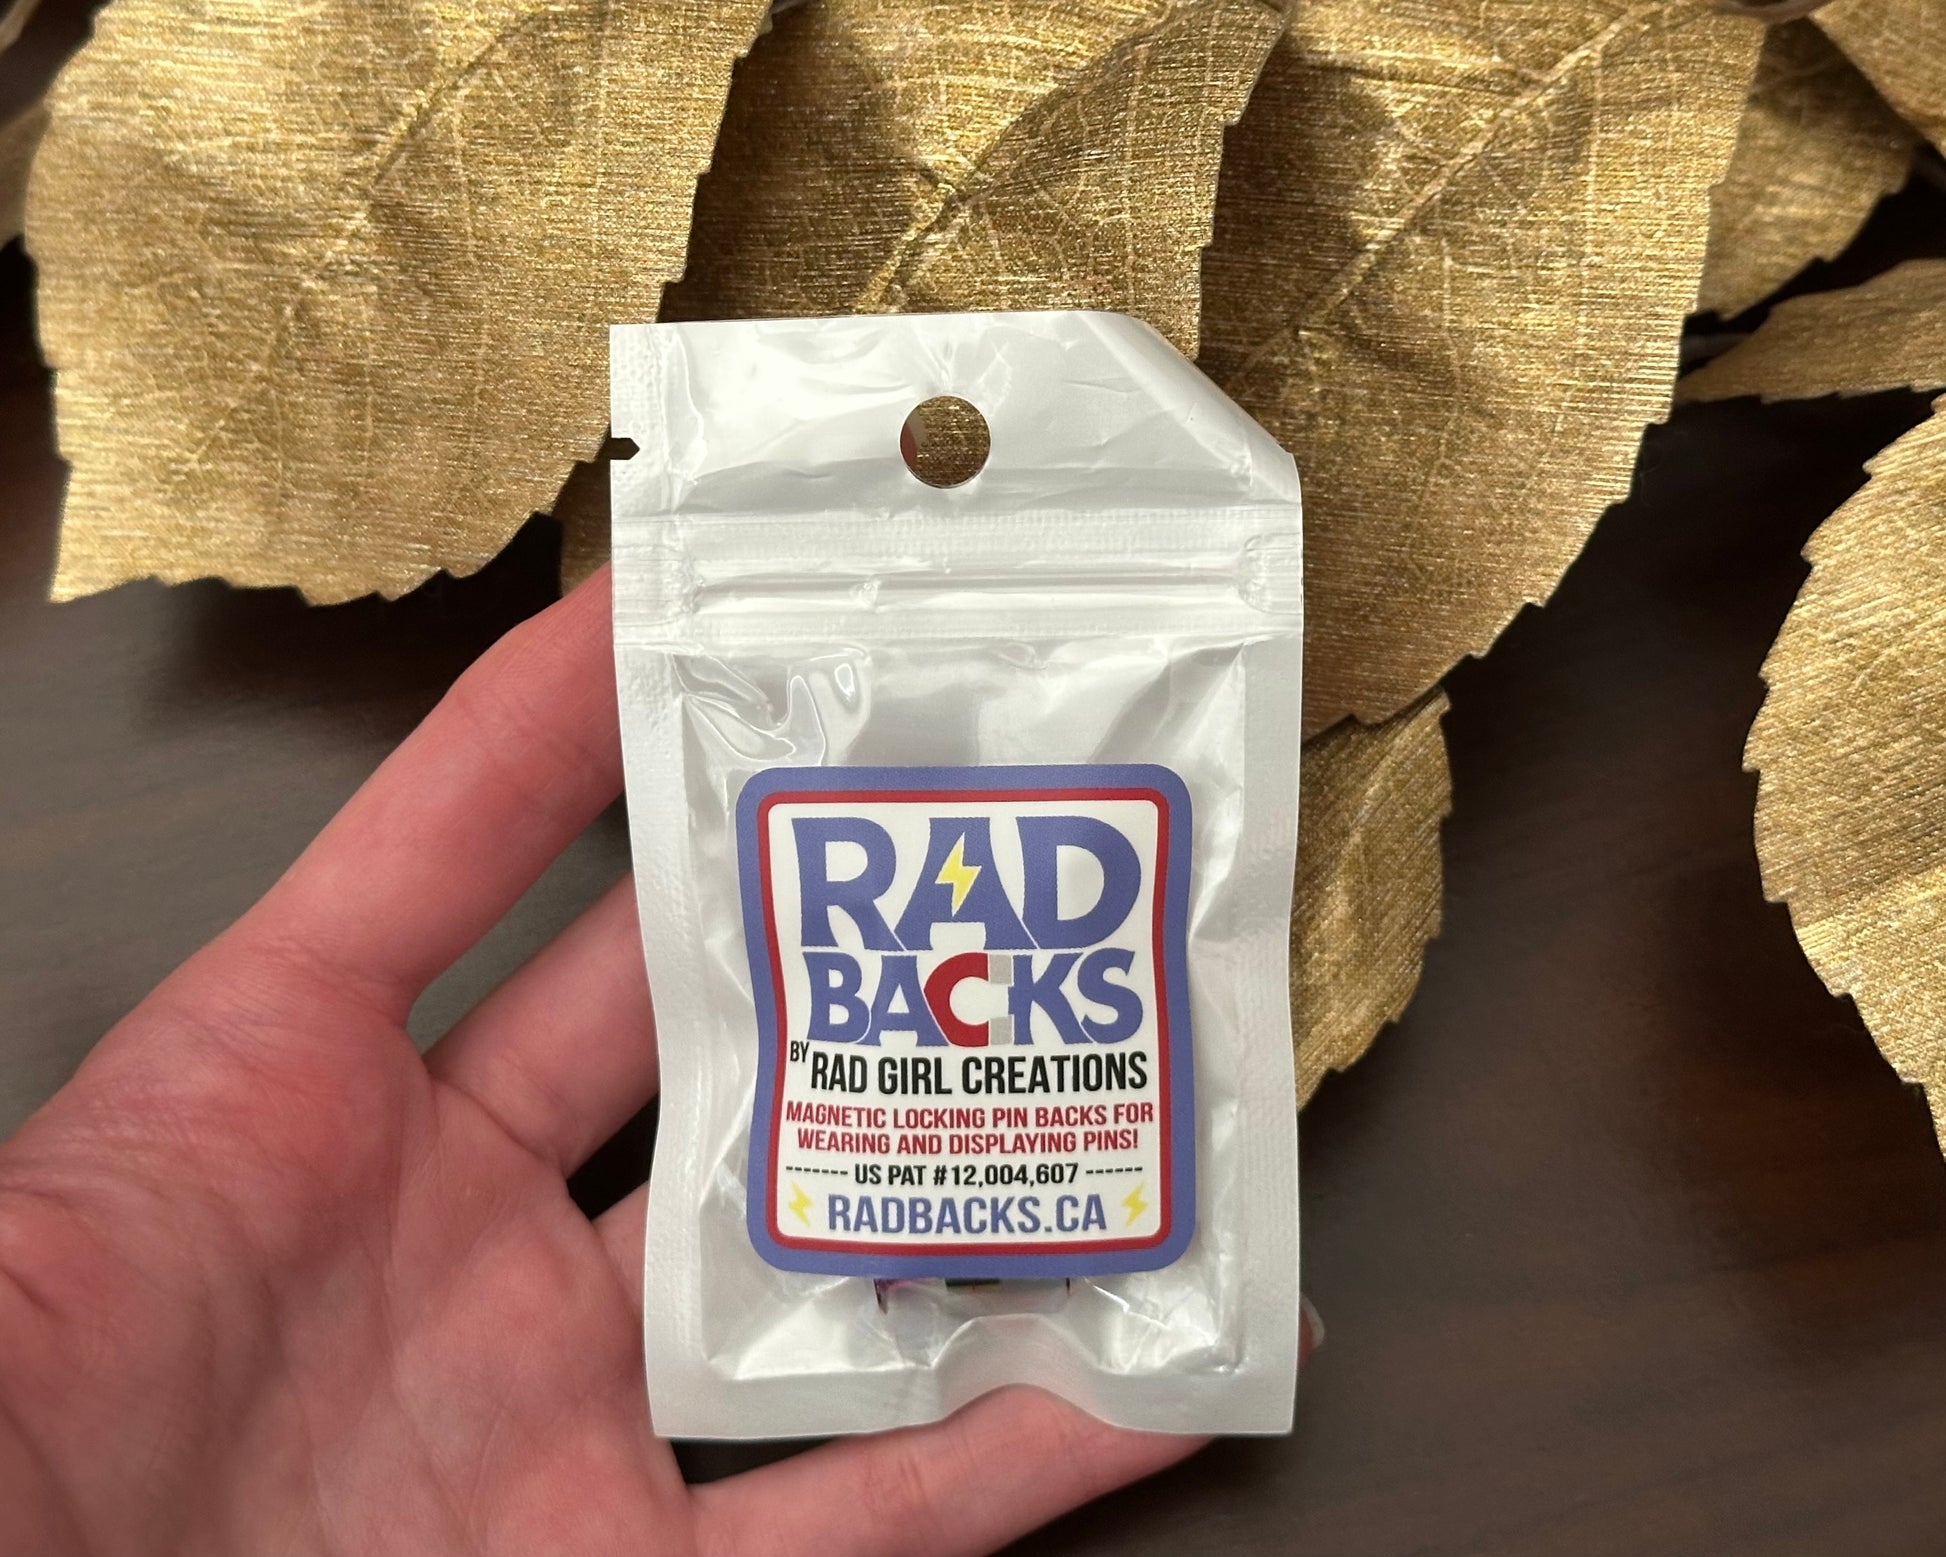 RAD
BACKS
BY RAD GIRL CREATIONS
MAGNETIC LOCKING PIN BACKS FOR
WEARING AND DISPLAYING PINS!
------- US PAT #12,004,607 ------
RADBACKS.CA